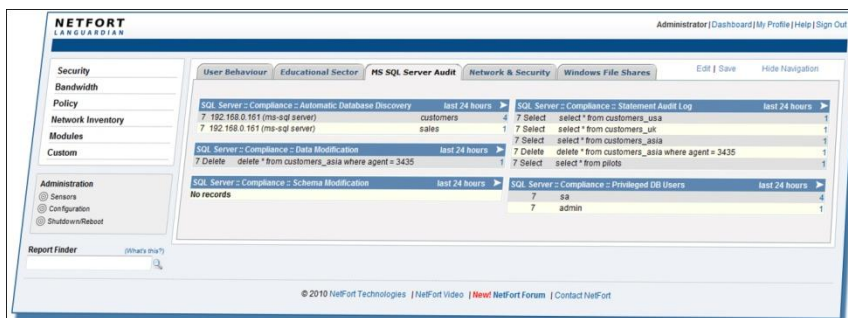 NETFORT
LANGUARDIAN
Administrator | Dashboard | My Profile | Help | Sign Out
Security
Bandwidth
Policy
Network Inventory
Modules
Custom
Administration
Sensors
Configuration
Shutdown/Reboot
Report Finder (What's this?)
User Behaviour Educational Sector MS SQL Server Audit Network & Security Windows File Shares Edit | Save Hide Navigation
SQL Server :: Compliance :: Automatic Database Discovery last 24 hours
7 192.168.0.161 (ms-sql server) customers 4
7 192.168.0.161 (ms-sql server) sales 1
SQL Server :: Compliance :: Data Modification last 24 hours
7 Delete delete * from customers_asia where agent = 3435 1
SQL Server :: Compliance :: Schema Modification last 24 hours
No records
SQL Server :: Compliance :: Statement Audit Log last 24 hours
7 Select select * from customers_usa 1
7 Select select * from customers_uk 1
7 Select select * from customers_asia 1
7 Delete delete * from customers_asia where agent = 3435 1
7 Select select * from pilots 1
SQL Server :: Compliance :: Privileged DB Users last 24 hours
7 sa 4
7 admin 1
© 2010 NetFort Technologies | NetFort Video | New! NetFort Forum | Contact NetFort